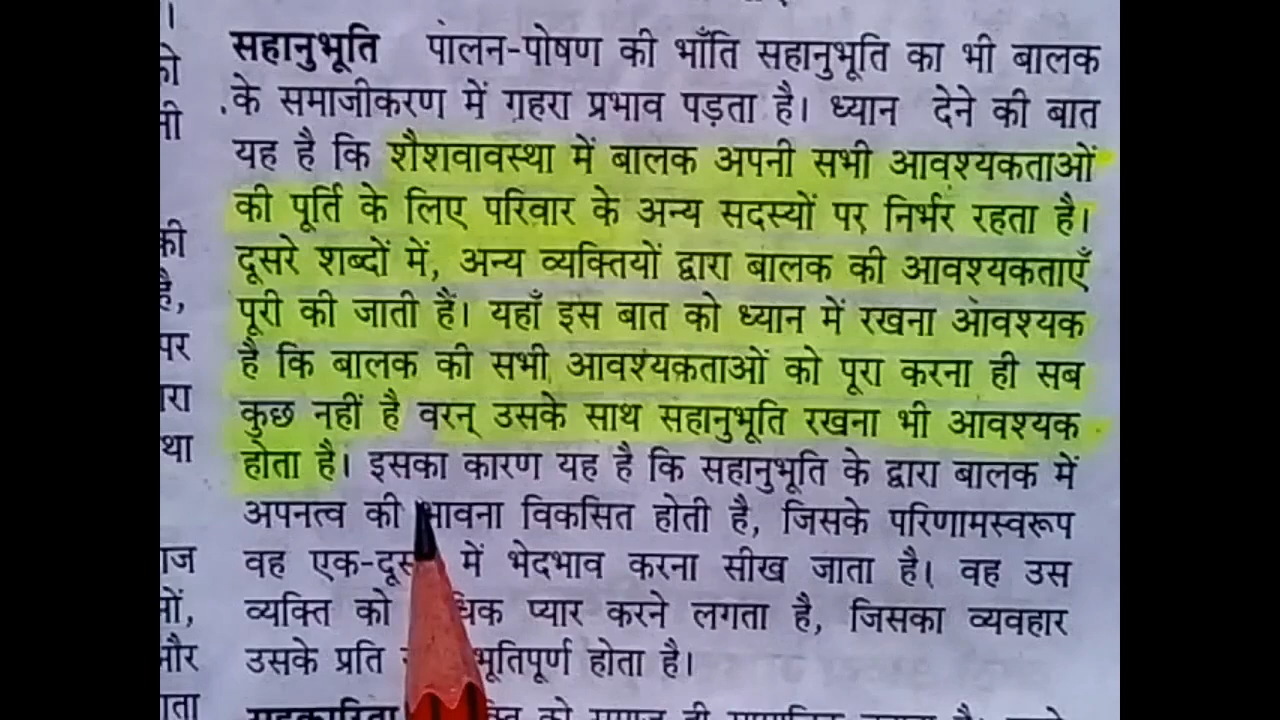 सहानुभूति पालन-पोषण की भाँति सहानुभूति का भी बालक
के समाजीकरण में गहरा प्रभाव पड़ता है। ध्यान देने की बात
यह है कि शैशवावस्था में बालक अपनी सभी आवश्यकताओं
की पूर्ति के लिए परिवार के अन्य सदस्यों पर निर्भर रहता है।
दूसरे शब्दों में, अन्य व्यक्तियों द्वारा बालक की आवश्यकताएँ
पूरी की जाती हैं। यहाँ इस बात को ध्यान में रखना आवश्यक
है कि बालक की सभी आवश्यकताओं को पूरा करना ही सब
कुछ नहीं है वरन् उसके साथ सहानुभूति रखना भी आवश्यक
होता है। इसका कारण यह है कि सहानुभूति के द्वारा बालक में
अपनत्व की भावना विकसित होती है, जिसके परिणामस्वरूप
वह में भेदभाव करना सीख जाता है। वह उस
व्यक्ति को प्यार करने लगता है, जिसका व्यवहार
उसके प्रति होता है।